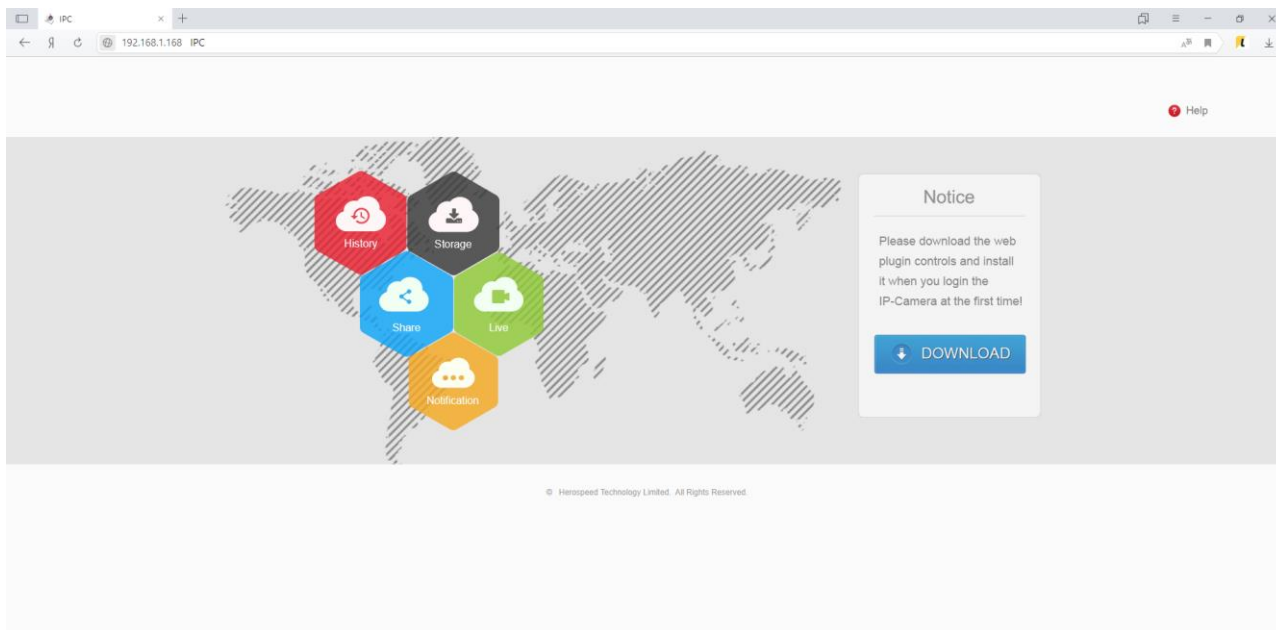 IPC
192.168.1.168 IPC
Help
History
Storage
Share
Live
Notification
Notice
Please download the web
plugin controls and install
it when you login the
IP-Camera at the first time!
DOWNLOAD
© Herospeed Technology Limited. All Rights Reserved.